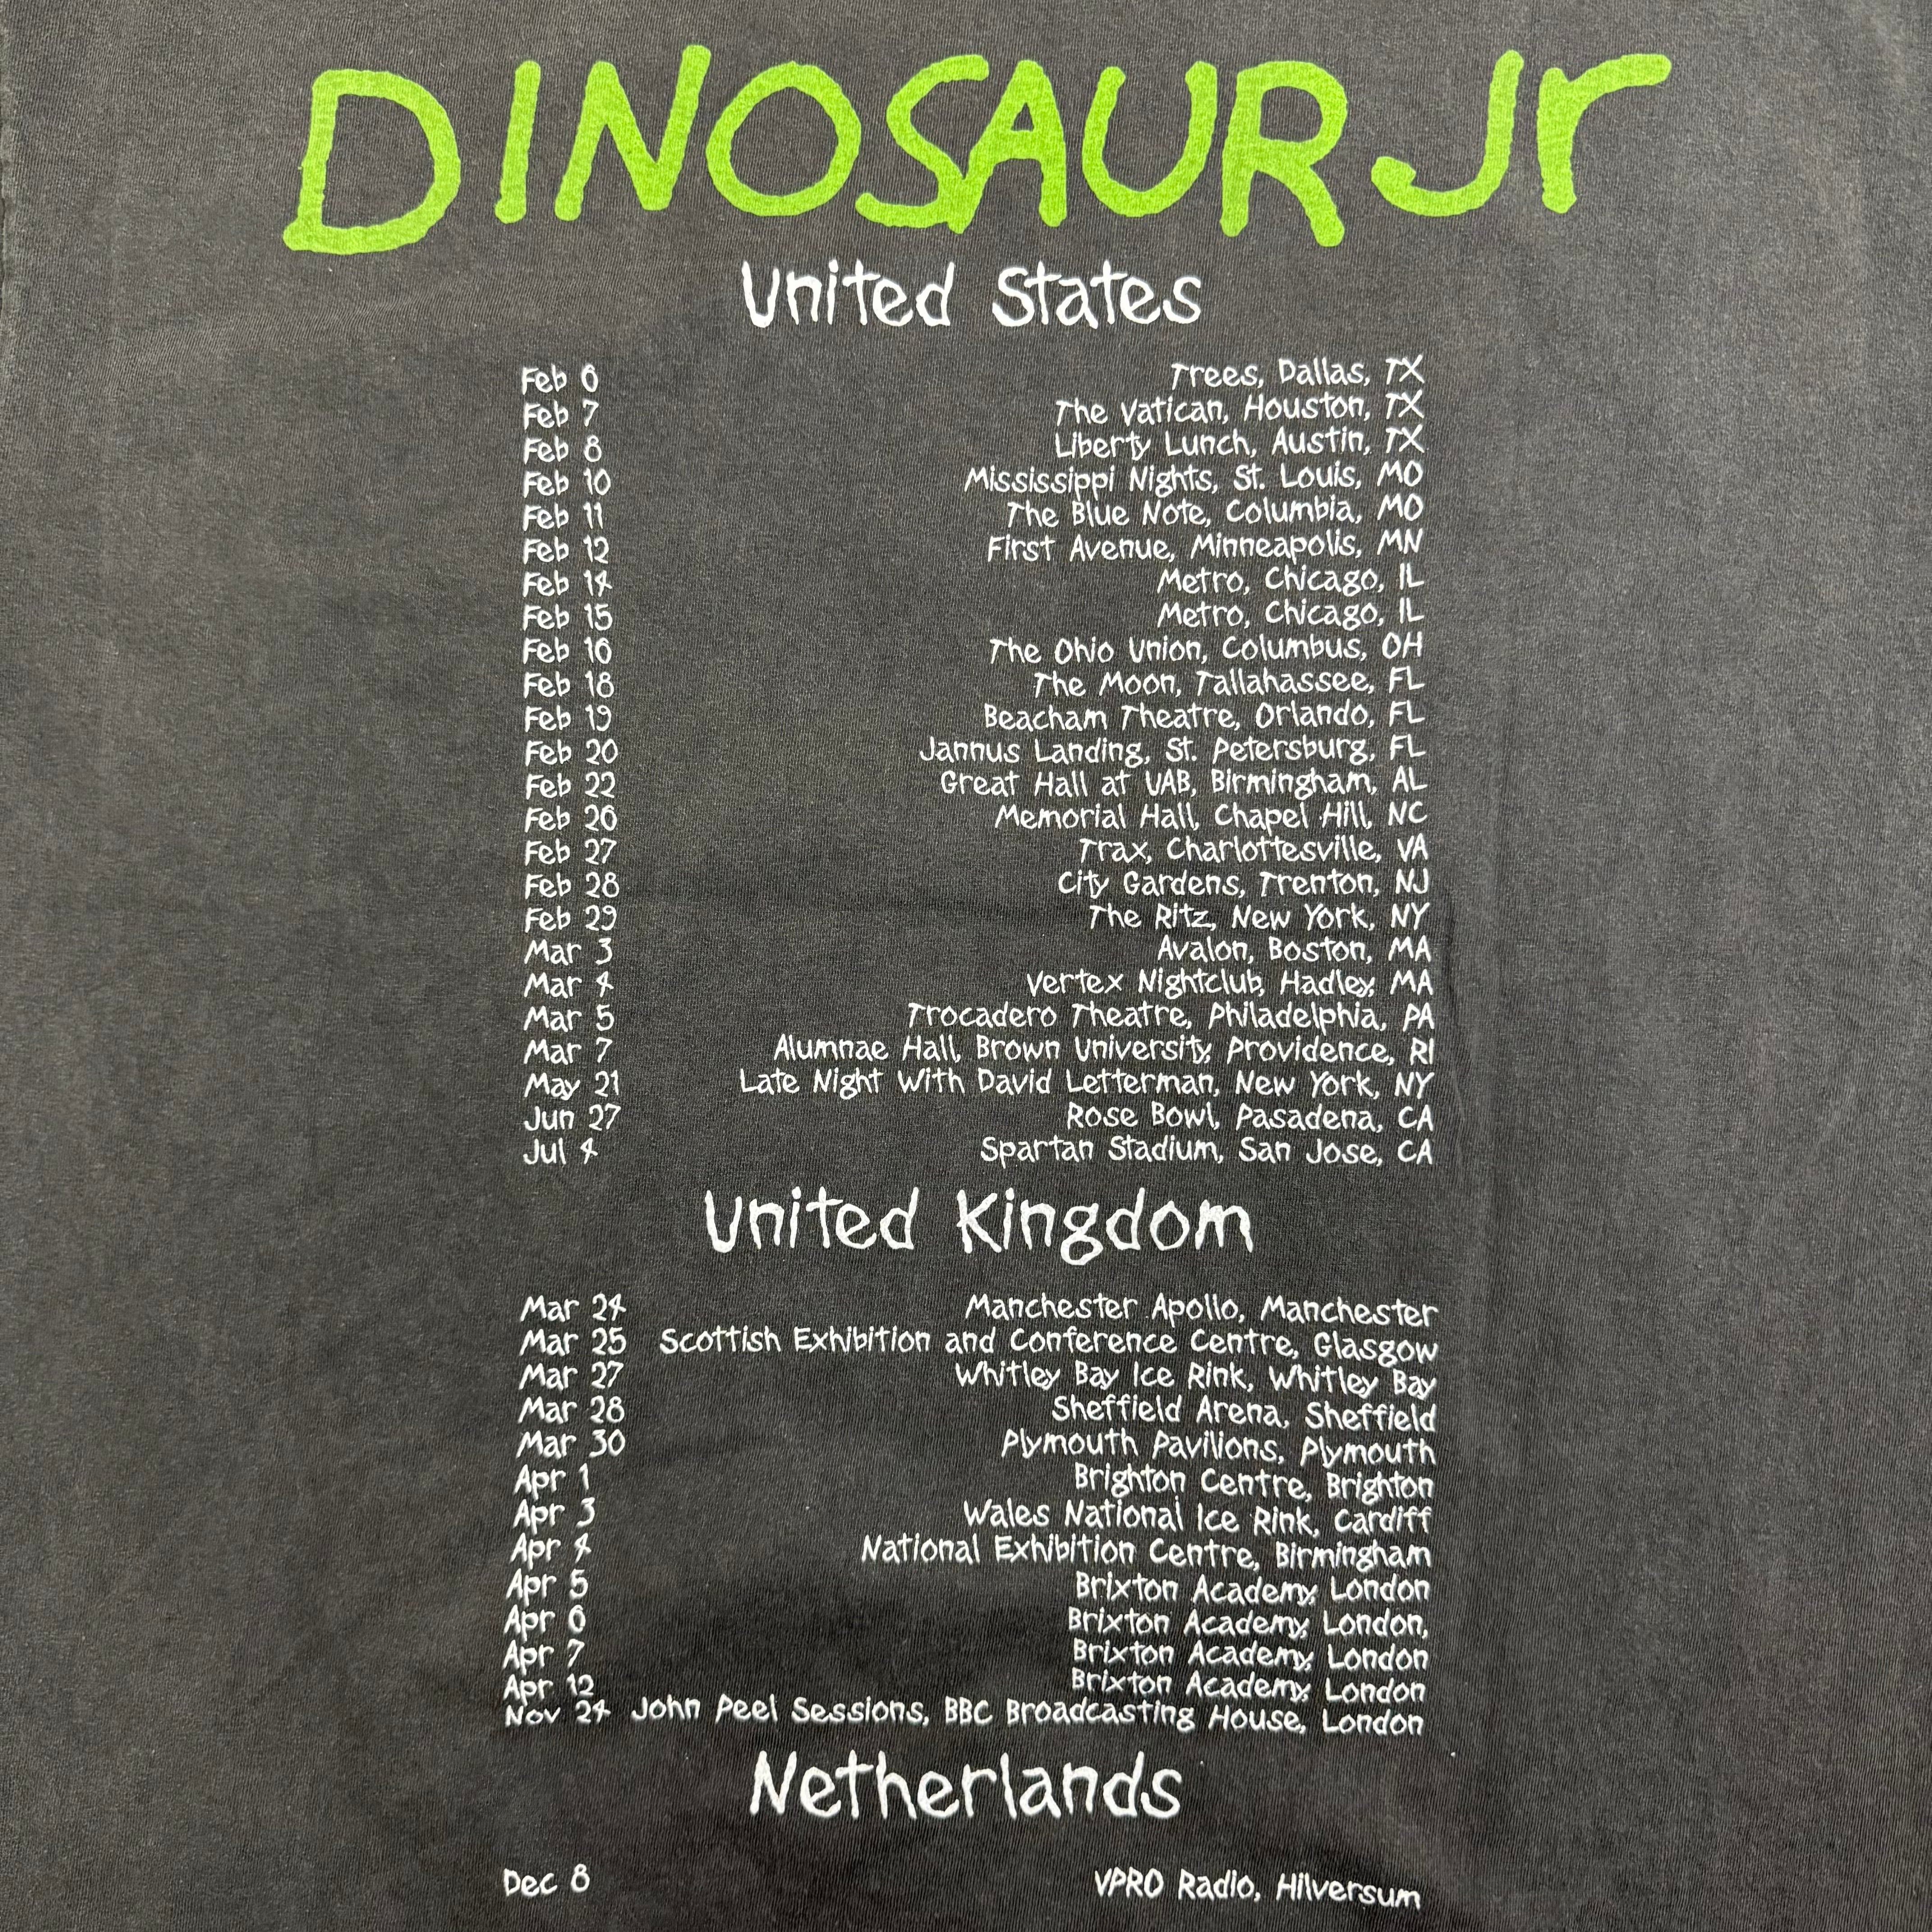 DINOSAUR Jr
United States
Feb 6 Trees, Dallas, TX
Feb 7 The Vatican, Houston, TX
Feb 8 Liberty Lunch, Austin, TX
Feb 10 Mississippi Nights, St. Louis, MO
Feb 11 The Blue Note, Columbia, MO
Feb 12 First Avenue, Minneapolis, MN
Feb 14 Metro, Chicago, IL
Feb 15 Metro, Chicago, IL
Feb 16 The Ohio Union, Columbus, OH
Feb 18 The Moon, Tallahassee, FL
Feb 19 Beacham Theatre, Orlando, FL
Feb 20 Jannus Landing, St. Petersburg, FL
Feb 22 Great Hall at UAB, Birmingham, AL
Feb 26 Memorial Hall, Chapel Hill, NC
Feb 27 Trax, Charlottesville, VA
Feb 28 City Gardens, Trenton, NJ
Feb 29 The Ritz, New York, NY
Mar 3 Avalon, Boston, MA
Mar 4 Vertex Nightclub, Hadley, MA
Mar 5 Trocadero Theatre, Philadelphia, PA
Mar 7 Alumnae Hall, Brown University, Providence, RI
May 21 Late Night With David Letterman, New York, NY
Jun 27 Rose Bowl, Pasadena, CA
Jul 4 Spartan Stadium, San Jose, CA
United Kingdom
Mar 24 Manchester Apollo, Manchester
Mar 25 Scottish Exhibition and Conference Centre, Glasgow
Mar 27 Whitley Bay Ice Rink, Whitley Bay
Mar 28 Sheffield Arena, Sheffield
Mar 30 Plymouth Pavilions, Plymouth
Apr 1 Brighton Centre, Brighton
Apr 3 Wales National Ice Rink, Cardiff
Apr 4 National Exhibition Centre, Birmingham
Apr 5 Brixton Academy, London
Apr 6 Brixton Academy, London,
Apr 7 Brixton Academy, London
Apr 12 Brixton Academy, London
Nov 24 John Peel Sessions, BBC Broadcasting House, London
Netherlands
Dec 8 VPRO Radio, Hilversum